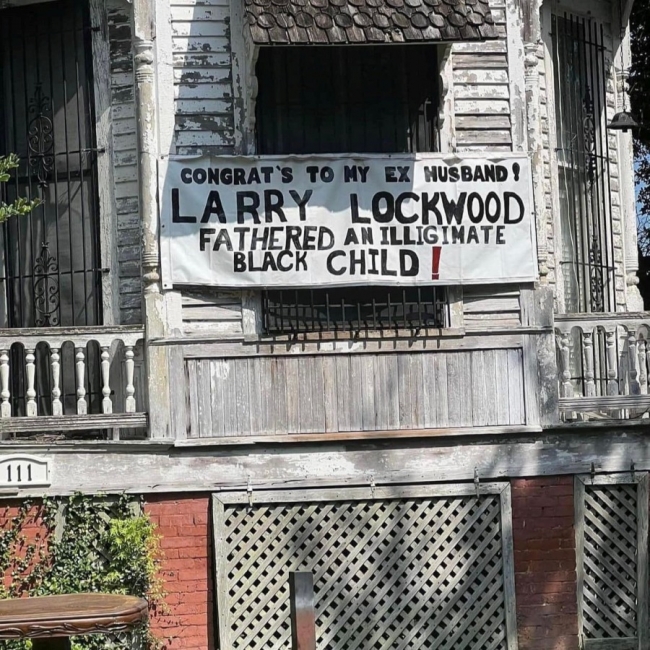 CONGRAT'S TO MY EX HUSBAND!
LARRY LOCKWOOD
FATHERED AN ILLIGIMATE
BLACK CHILD!
111